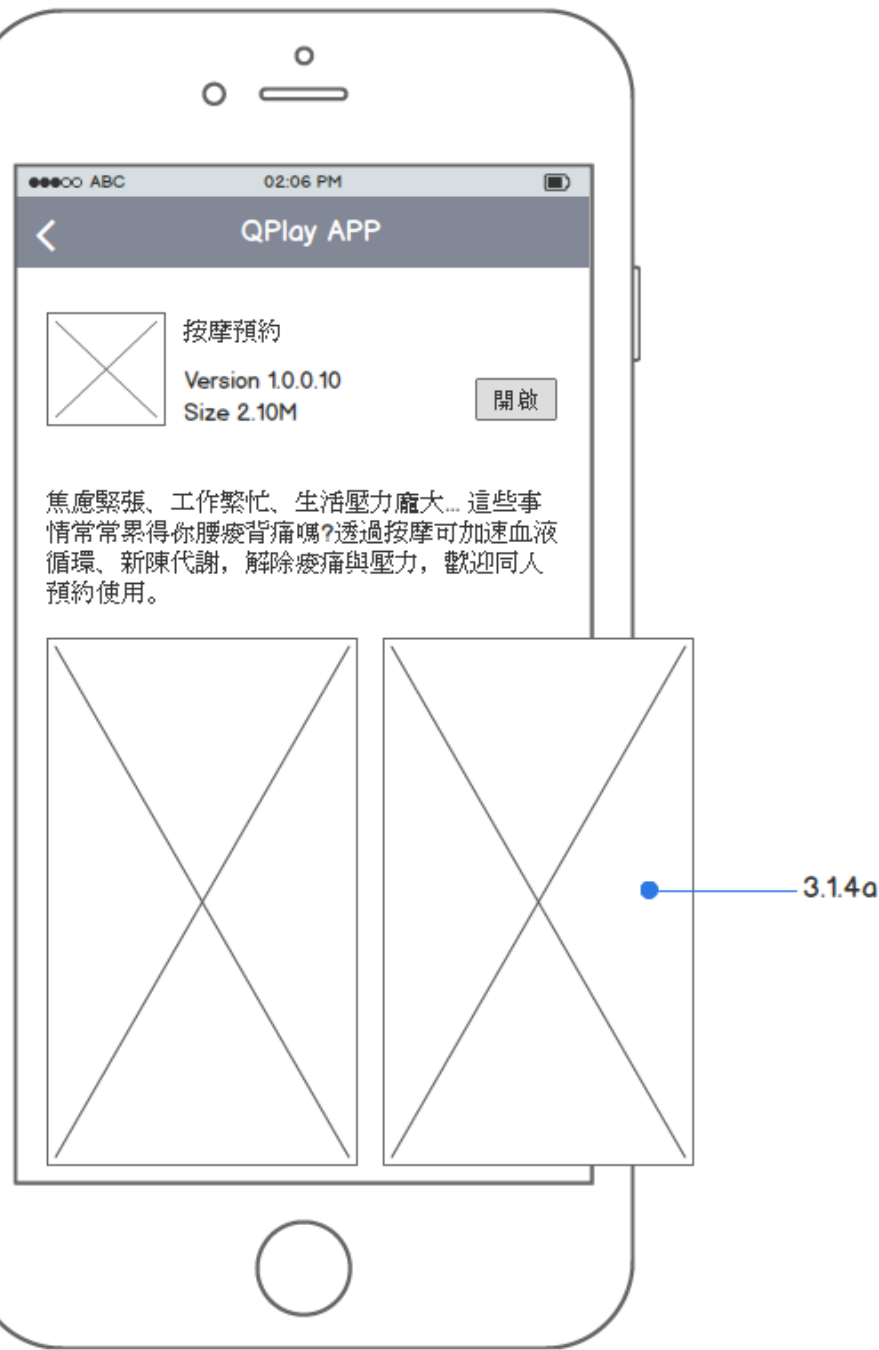 ABC 02:06 PM
QPlay APP
按摩預約
Version 1.0.0.10
Size 2.10M
開啟
焦慮緊張、工作繁忙、生活壓力龐大... 這些事
情常常累得你腰痠背痛嗎?透過按摩可加速血液
循環、新陳代謝，解除痠痛與壓力，歡迎同人
預約使用。
3.1.4a